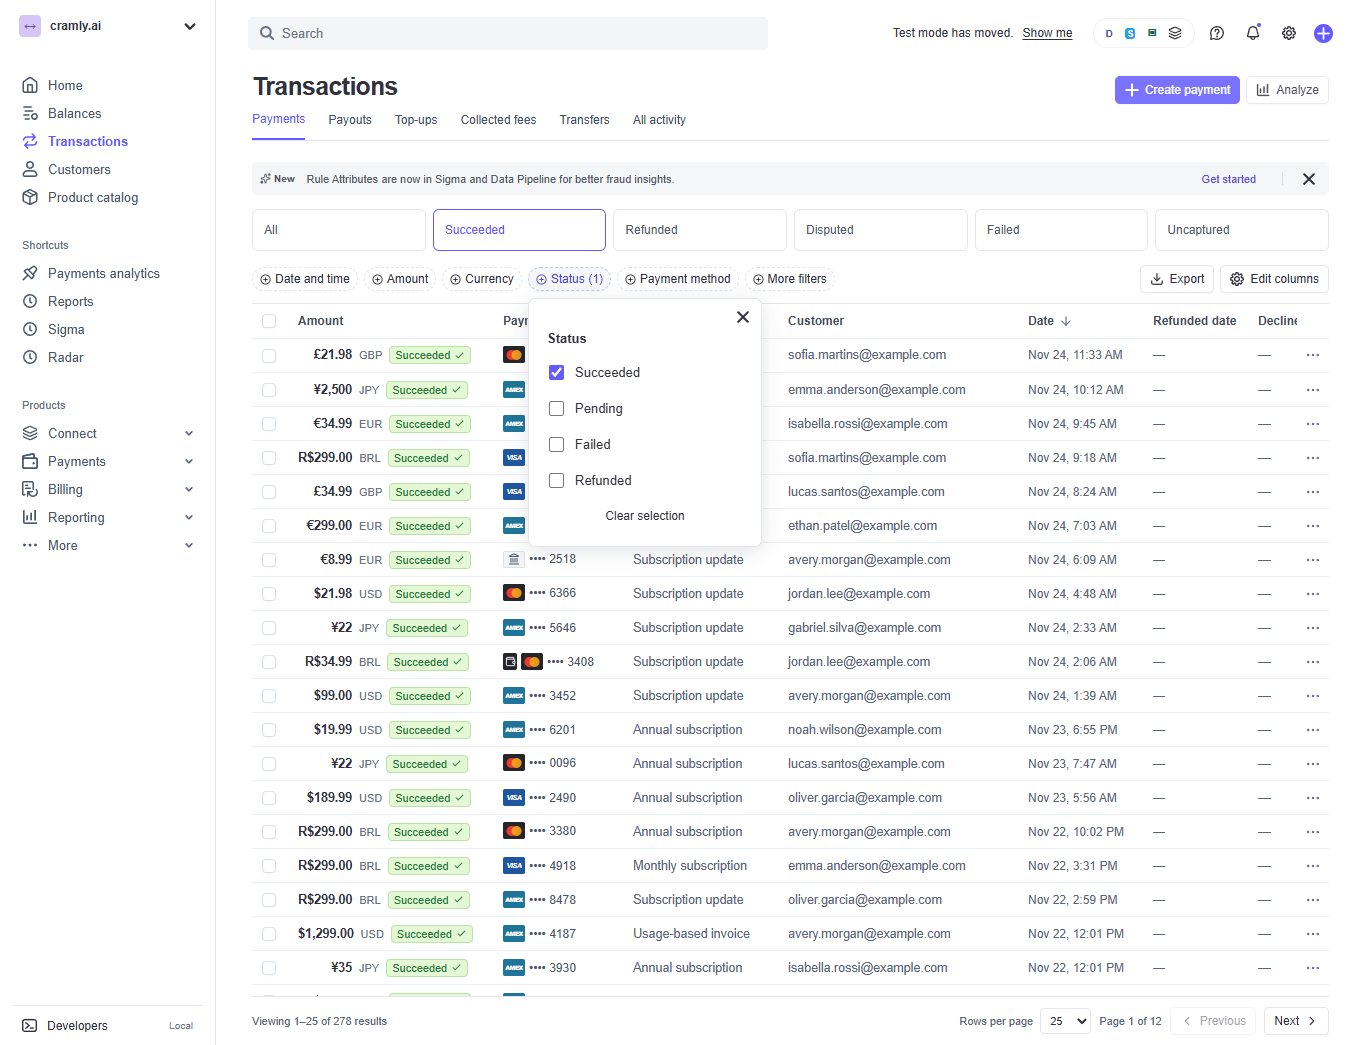 cramly.ai
Search
Test mode has moved. Show me
Home
Balances
Transactions
Customers
Product catalog
Shortcuts
Payments analytics
Reports
Sigma
Radar
Products
Connect
Payments
Billing
Reporting
More
Developers Local
Transactions
Create payment
Analyze
Payments Payouts Top-ups Collected fees Transfers All activity
New Rule Attributes are now in Sigma and Data Pipeline for better fraud insights. Get started
All Succeeded Refunded Disputed Failed Uncaptured
Date and time Amount Currency Status (1) Payment method More filters Export Edit columns
Status
Succeeded
Pending
Failed
Refunded
Clear selection
Amount Customer Date Refunded date
£21.98 GBP Succeeded sofia.martins@example.com Nov 24, 11:33 AM — —
¥2,500 JPY Succeeded AMEX emma.anderson@example.com Nov 24, 10:12 AM — —
€34.99 EUR Succeeded AMEX isabella.rossi@example.com Nov 24, 9:45 AM — —
R$299.00 BRL Succeeded VISA sofia.martins@example.com Nov 24, 9:18 AM — —
£34.99 GBP Succeeded VISA lucas.santos@example.com Nov 24, 8:24 AM — —
€299.00 EUR Succeeded AMEX ethan.patel@example.com Nov 24, 7:03 AM — —
€8.99 EUR Succeeded •••• 2518 Subscription update avery.morgan@example.com Nov 24, 6:09 AM — —
$21.98 USD Succeeded •••• 6366 Subscription update jordan.lee@example.com Nov 24, 4:48 AM — —
¥22 JPY Succeeded AMEX •••• 5646 Subscription update gabriel.silva@example.com Nov 24, 2:33 AM — —
R$34.99 BRL Succeeded •••• 3408 Subscription update jordan.lee@example.com Nov 24, 2:06 AM — —
$99.00 USD Succeeded AMEX •••• 3452 Subscription update avery.morgan@example.com Nov 24, 1:39 AM — —
$19.99 USD Succeeded AMEX •••• 6201 Annual subscription noah.wilson@example.com Nov 23, 6:55 PM — —
¥22 JPY Succeeded •••• 0096 Annual subscription lucas.santos@example.com Nov 23, 7:47 AM — —
$189.99 USD Succeeded VISA •••• 2490 Annual subscription oliver.garcia@example.com Nov 23, 5:56 AM — —
R$299.00 BRL Succeeded •••• 3380 Annual subscription avery.morgan@example.com Nov 22, 10:02 PM — —
R$299.00 BRL Succeeded VISA •••• 4918 Monthly subscription emma.anderson@example.com Nov 22, 3:31 PM — —
R$299.00 BRL Succeeded AMEX •••• 8478 Subscription update oliver.garcia@example.com Nov 22, 2:59 PM — —
$1,299.00 USD Succeeded AMEX •••• 4187 Usage-based invoice avery.morgan@example.com Nov 22, 12:01 PM — —
¥35 JPY Succeeded AMEX •••• 3930 Annual subscription isabella.rossi@example.com Nov 22, 12:01 PM — —
Viewing 1–25 of 278 results Rows per page 25 Page 1 of 12 Previous Next